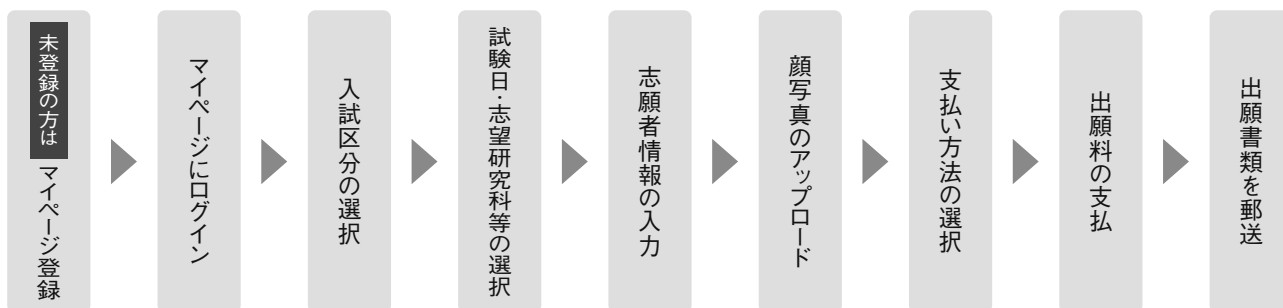 未登録の方は
マイページ登録
マイページにログイン
入試区分の選択
試験日・志望研究科等の選択
志願者情報の入力
顔写真のアップロード
支払い方法の選択
出願料の支払
出願書類を郵送